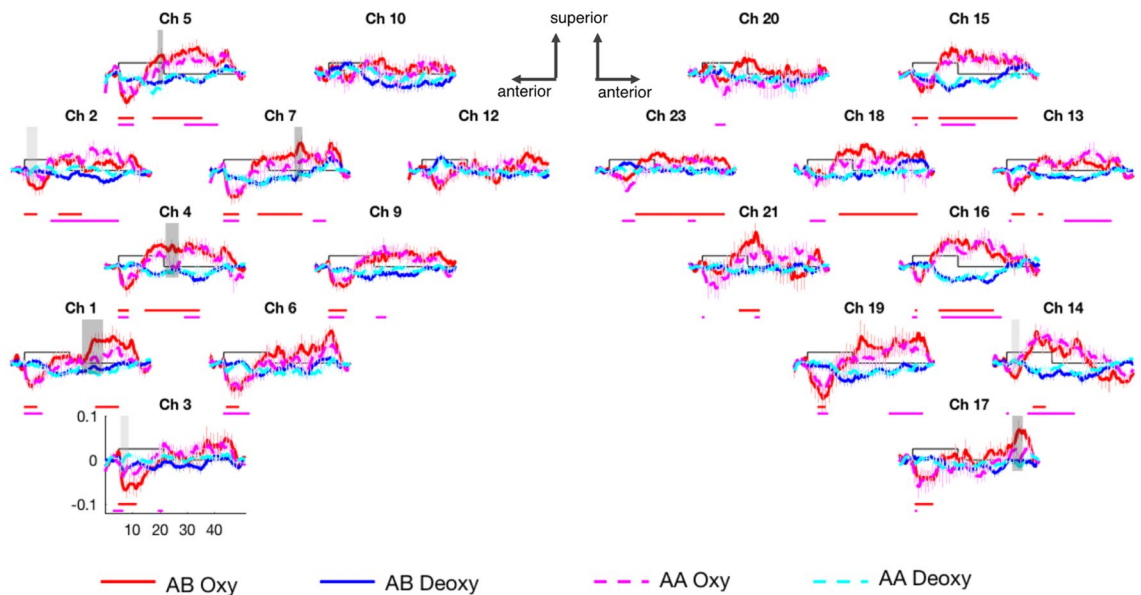 superior
Ch 5 Ch 10 Ch 20 Ch 15
anterior anterior
Ch 2 Ch 7 Ch 12 Ch 23 Ch 18 Ch 13
Ch 4 Ch 9 Ch 21 Ch 16
Ch 1 Ch 6 Ch 19 Ch 14
Ch 3 Ch 17
0.1
0
-0.1
10 20 30 40
AB Oxy AB Deoxy AA Oxy AA Deoxy